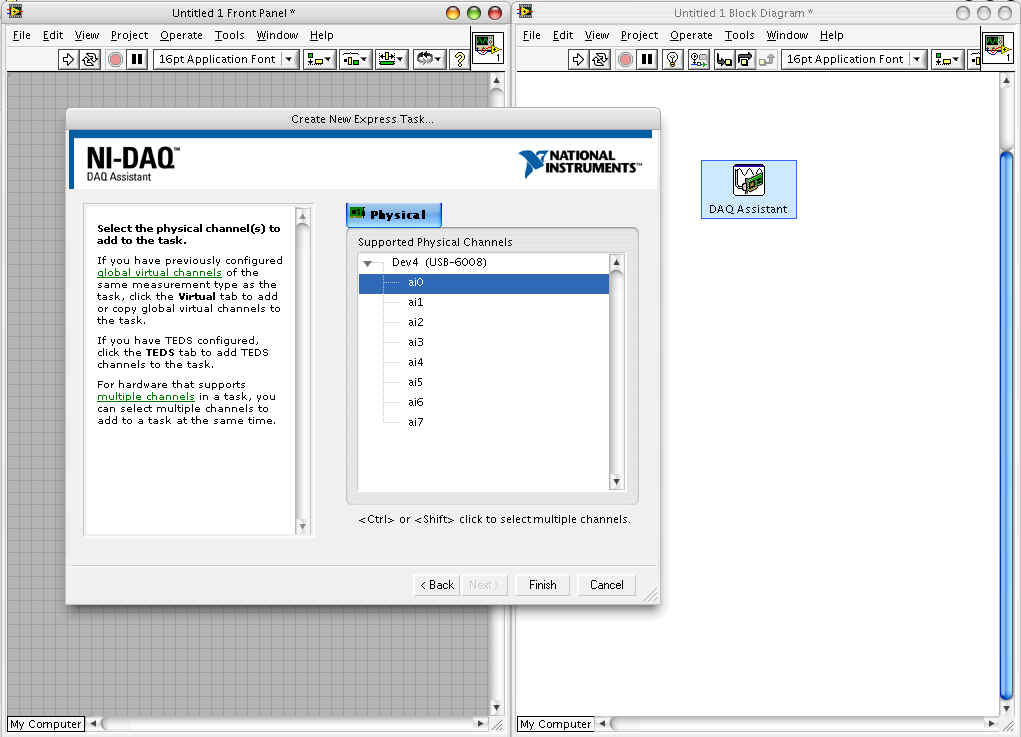 Untitled 1 Front Panel *
File Edit View Project Operate Tools Window Help
16pt Application Font
?
1
Untitled 1 Block Diagram *
File Edit View Project Operate Tools Window Help
16pt Application Font
1
Create New Express Task...
NI-DAQ™
DAQ Assistant
NATIONAL
INSTRUMENTS™
Select the physical channel(s) to
add to the task.
If you have previously configured
global virtual channels of the
same measurement type as the
task, click the Virtual tab to add
or copy global virtual channels to
the task.
If you have TEDS configured,
click the TEDS tab to add TEDS
channels to the task.
For hardware that supports
multiple channels in a task, you
can select multiple channels to
add to a task at the same time.
Physical
Supported Physical Channels
Dev4 (USB-6008)
ai0
ai1
ai2
ai3
ai4
ai5
ai6
ai7
<Ctrl> or <Shift> click to select multiple channels.
< Back Next > Finish Cancel
DAQ Assistant
My Computer
My Computer